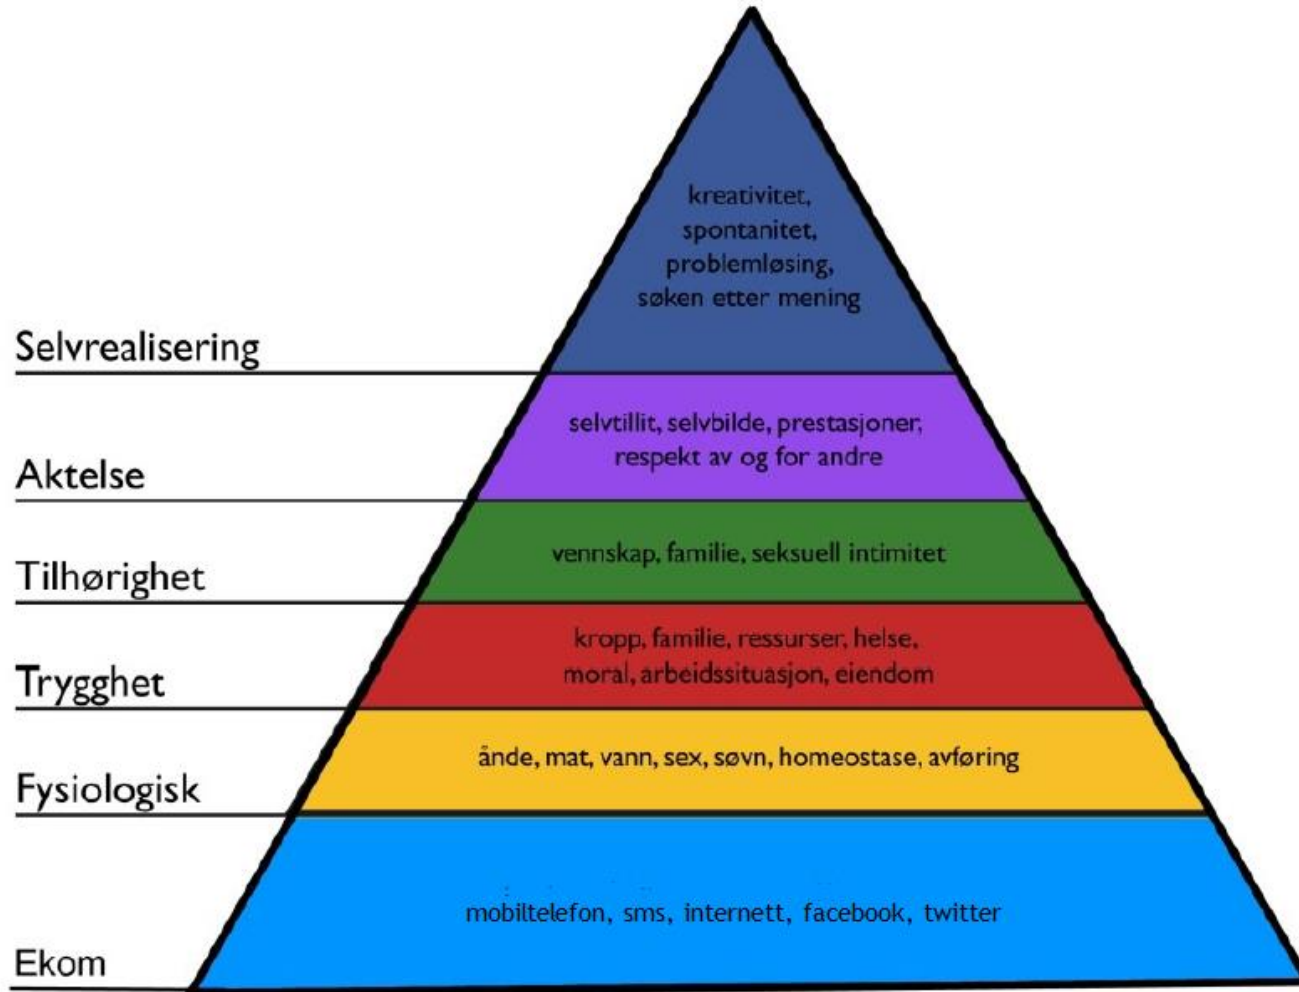 kreativitet,
spontanitet,
problemløsing,
søken etter mening
Selvrealisering
selvtillit, selvbilde, prestasjoner,
respekt av og for andre
Aktelse
vennskap, familie, seksuell intimitet
Tilhørighet
kropp, familie, ressurser, helse,
moral, arbeidssituasjon, eiendom
Trygghet
ånde, mat, vann, sex, søvn, homeostase, avføring
Fysiologisk
mobiltelefon, sms, internett, facebook, twitter
Ekom